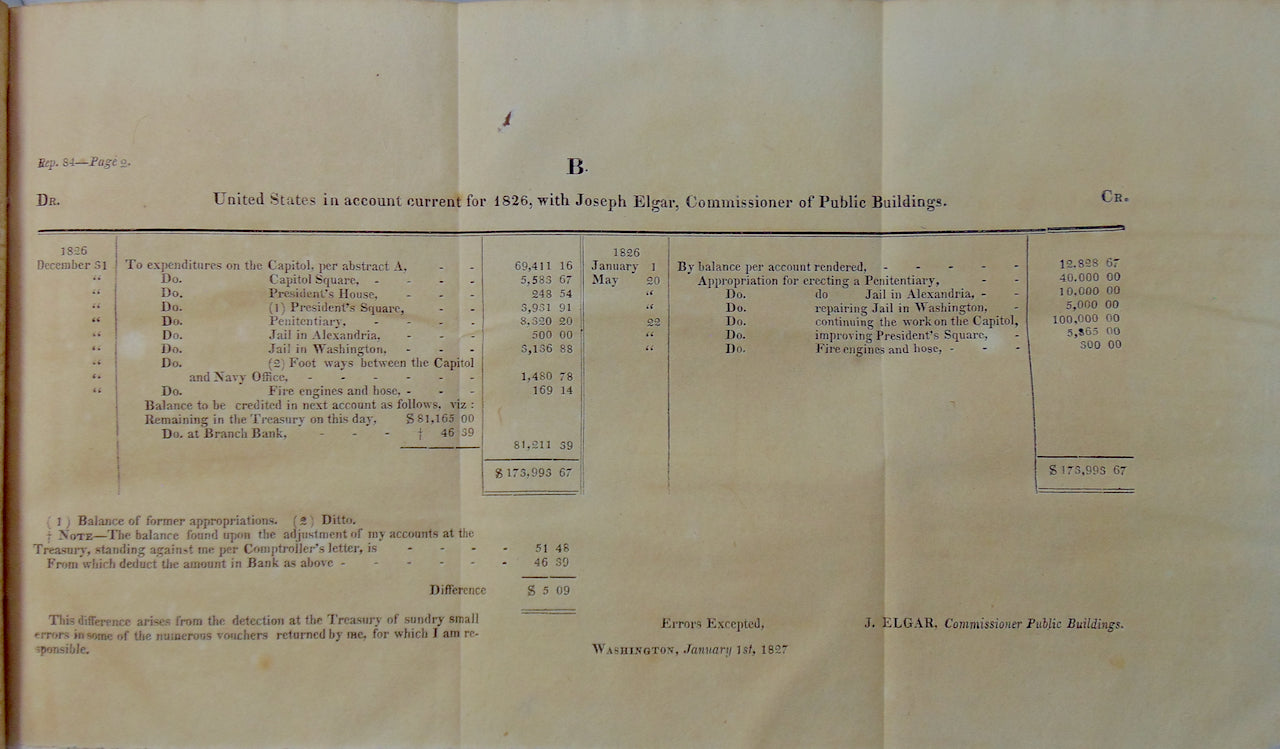 Rep. 84—Page 2.
B.
DR. United States in account current for 1826, with Joseph Elgar, Commissioner of Public Buildings. CR.
1826
December 31 To expenditures on the Capitol, per abstract A, - - 69,411 16
“ Do. Capitol Square, - - - - 5,583 67
“ Do. President's House, - - - 248 54
“ Do. (1) President's Square, - - 3,931 91
“ Do. Penitentiary, - - - - 8,320 20
“ Do. Jail in Alexandria, - - - 500 00
“ Do. Jail in Washington, - - - 3,136 88
“ Do. (2) Foot ways between the Capitol
“ and Navy Office, - - - - - - 1,480 78
“ Do. Fire engines and hose, - - - 169 14
Balance to be credited in next account as follows, viz :
Remaining in the Treasury on this day, $ 81,165 00
Do. at Branch Bank, - - - † 46 39
81,211 39
$ 173,993 67
1826
January 1 By balance per account rendered, - - - - - 12,828 67
May 20 Appropriation for erecting a Penitentiary, - - 40,000 00
“ Do. do Jail in Alexandria, - - 10,000 00
“ Do. repairing Jail in Washington, - 5,000 00
22 Do. continuing the work on the Capitol, 100,000 00
“ Do. improving President's Square, - 5,865 00
“ Do. Fire engines and hose, - - - 300 00
$ 173,993 67
(1) Balance of former appropriations. (2) Ditto.
† NOTE—The balance found upon the adjustment of my accounts at the
Treasury, standing against me per Comptroller's letter, is - - - - 51 48
From which deduct the amount in Bank as above - - - - - - 46 39
Difference $ 5 09
This difference arises from the detection at the Treasury of sundry small
errors in some of the numerous vouchers returned by me, for which I am re-
sponsible.
Errors Excepted, J. ELGAR, Commissioner Public Buildings.
WASHINGTON, January 1st, 1827